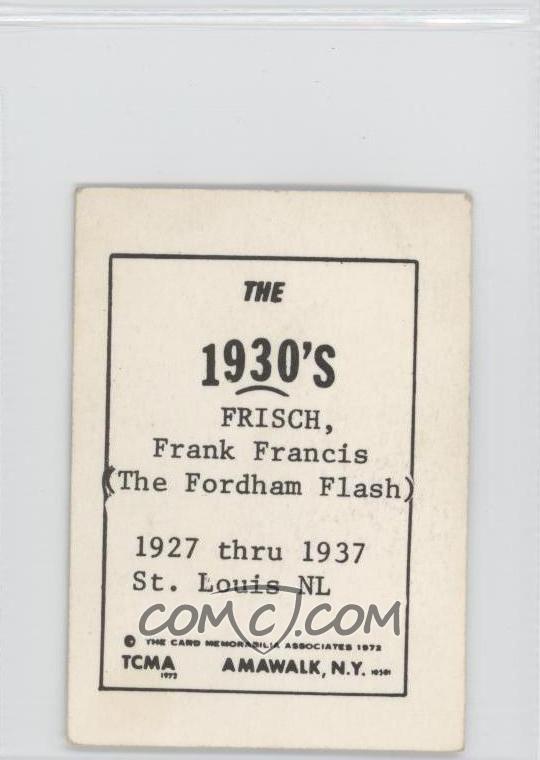 THE
1930'S
FRISCH,
Frank Francis
(The Fordham Flash)
1927 thru 1937
St. Louis NL
COMC.COM
© THE CARD MEMORABILIA ASSOCIATES 1972
TCMA AMAWALK, N.Y. 10501
1972